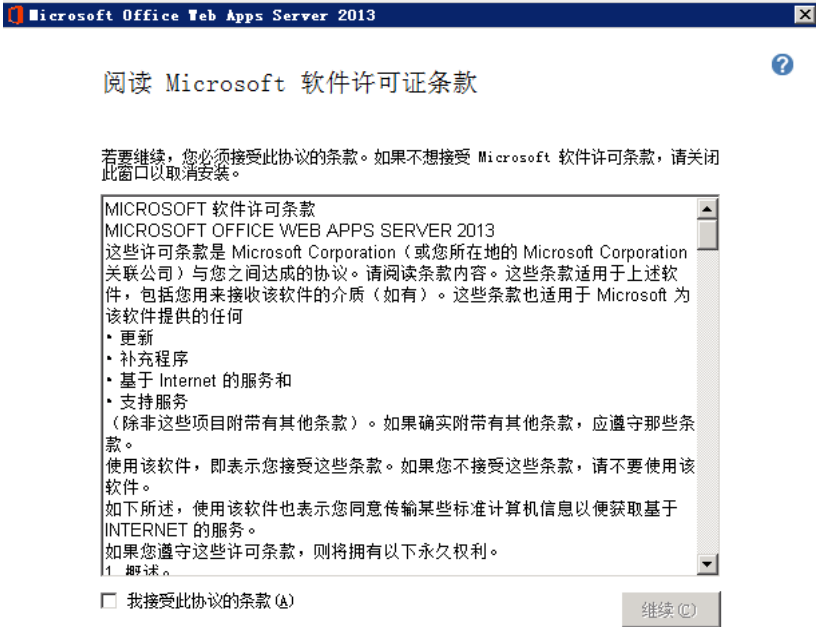 Microsoft Office Web Apps Server 2013
阅读 Microsoft 软件许可证条款
若要继续，您必须接受此协议的条款。如果不想接受 Microsoft 软件许可条款，请关闭
此窗口以取消安装。
MICROSOFT 软件许可条款
MICROSOFT OFFICE WEB APPS SERVER 2013
这些许可条款是 Microsoft Corporation（或您所在地的 Microsoft Corporation
关联公司）与您之间达成的协议。请阅读条款内容。这些条款适用于上述软
件，包括您用来接收该软件的介质（如有）。这些条款也适用于 Microsoft 为
该软件提供的任何
• 更新
• 补充程序
• 基于 Internet 的服务和
• 支持服务
（除非这些项目附带有其他条款）。如果确实附带有其他条款，应遵守那些条
款。
使用该软件，即表示您接受这些条款。如果您不接受这些条款，请不要使用该
软件。
如下所述，使用该软件也表示您同意传输某些标准计算机信息以便获取基于
INTERNET 的服务。
如果您遵守这些许可条款，则将拥有以下永久权利。
1. 概述。
我接受此协议的条款(A)
继续(C)